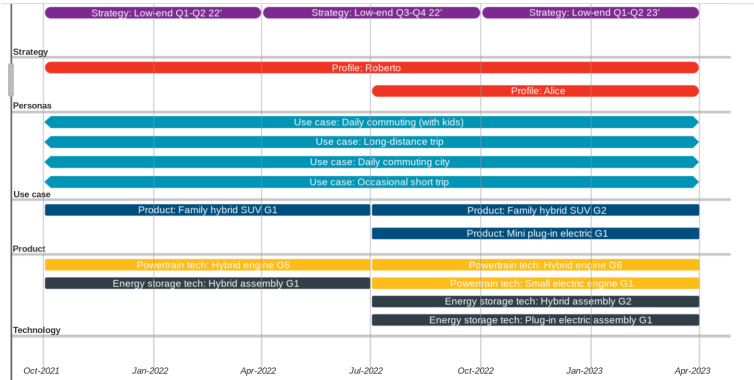 Strategy: Low-end Q1-Q2 22'
Strategy: Low-end Q3-Q4 22'
Strategy: Low-end Q1-Q2 23'
Strategy
Profile: Roberto
Profile: Alice
Personas
Use case: Daily commuting (with kids)
Use case: Long-distance trip
Use case: Daily commuting city
Use case: Occasional short trip
Use case
Product: Family hybrid SUV G1
Product: Family hybrid SUV G2
Product: Mini plug-in electric G1
Product
Powertrain tech: Hybrid engine G5
Powertrain tech: Hybrid engine G6
Energy storage tech: Hybrid assembly G1
Powertrain tech: Small electric engine G1
Energy storage tech: Hybrid assembly G2
Energy storage tech: Plug-in electric assembly G1
Technology
Oct-2021
Jan-2022
Apr-2022
Jul-2022
Oct-2022
Jan-2023
Apr-2023